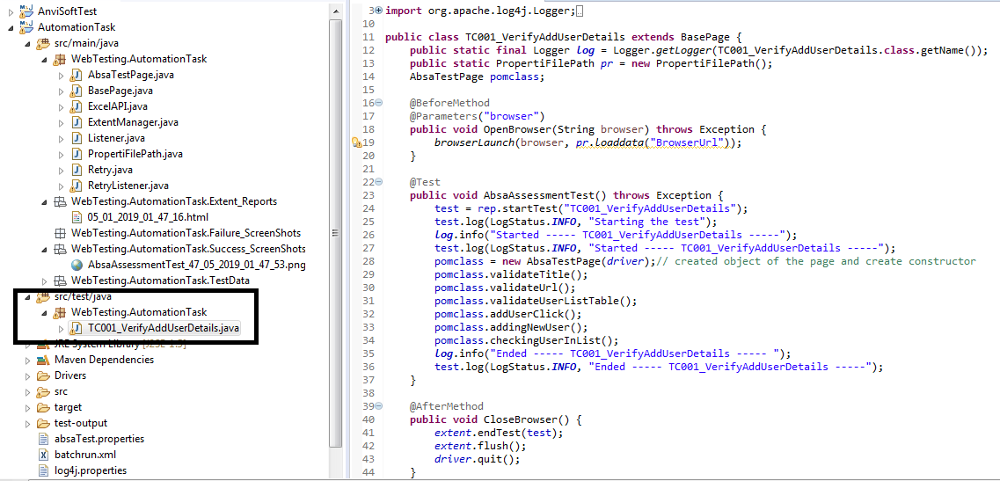 AnviSoftTest
AutomationTask
src/main/java
WebTesting.AutomationTask
AbsaTestPage.java
BasePage.java
ExcelAPI.java
ExtentManager.java
Listener.java
PropertiFilePath.java
Retry.java
RetryListener.java
WebTesting.AutomationTask.Extent_Reports
05_01_2019_01_47_16.html
WebTesting.AutomationTask.Failure_ScreenShots
WebTesting.AutomationTask.Success_ScreenShots
AbsaAssessmentTest_47_05_2019_01_47_53.png
WebTesting.AutomationTask.TestData
src/test/java
WebTesting.AutomationTask
TC001_VerifyAddUserDetails.java
JRE System Library [J2SE-1.5]
Maven Dependencies
Drivers
src
target
test-output
absaTest.properties
batchrun.xml
log4j.properties
3 import org.apache.log4j.Logger;
10
11 public class TC001_VerifyAddUserDetails extends BasePage {
12 public static final Logger log = Logger.getLogger(TC001_VerifyAddUserDetails.class.getName());
13 public static PropertiFilePath pr = new PropertiFilePath();
14 AbsaTestPage pomclass;
15
16 @BeforeMethod
17 @Parameters("browser")
18 public void OpenBrowser(String browser) throws Exception {
19 browserLaunch(browser, pr.loaddata("BrowserUrl"));
20 }
21
22 @Test
23 public void AbsaAssessmentTest() throws Exception {
24 test = rep.startTest("TC001_VerifyAddUserDetails");
25 test.log(LogStatus.INFO, "Starting the test");
26 log.info("Started ----- TC001_VerifyAddUserDetails -----");
27 test.log(LogStatus.INFO, "Started ----- TC001_VerifyAddUserDetails -----");
28 pomclass = new AbsaTestPage(driver);// created object of the page and create constructor
29 pomclass.validateTitle();
30 pomclass.validateUrl();
31 pomclass.validateUserListTable();
32 pomclass.addUserClick();
33 pomclass.addingNewUser();
34 pomclass.checkingUserInList();
35 log.info("Ended ----- TC001_VerifyAddUserDetails ----- ");
36 test.log(LogStatus.INFO, "Ended ----- TC001_VerifyAddUserDetails -----");
37 }
38
39 @AfterMethod
40 public void CloseBrowser() {
41 extent.endTest(test);
42 extent.flush();
43 driver.quit();
44 }